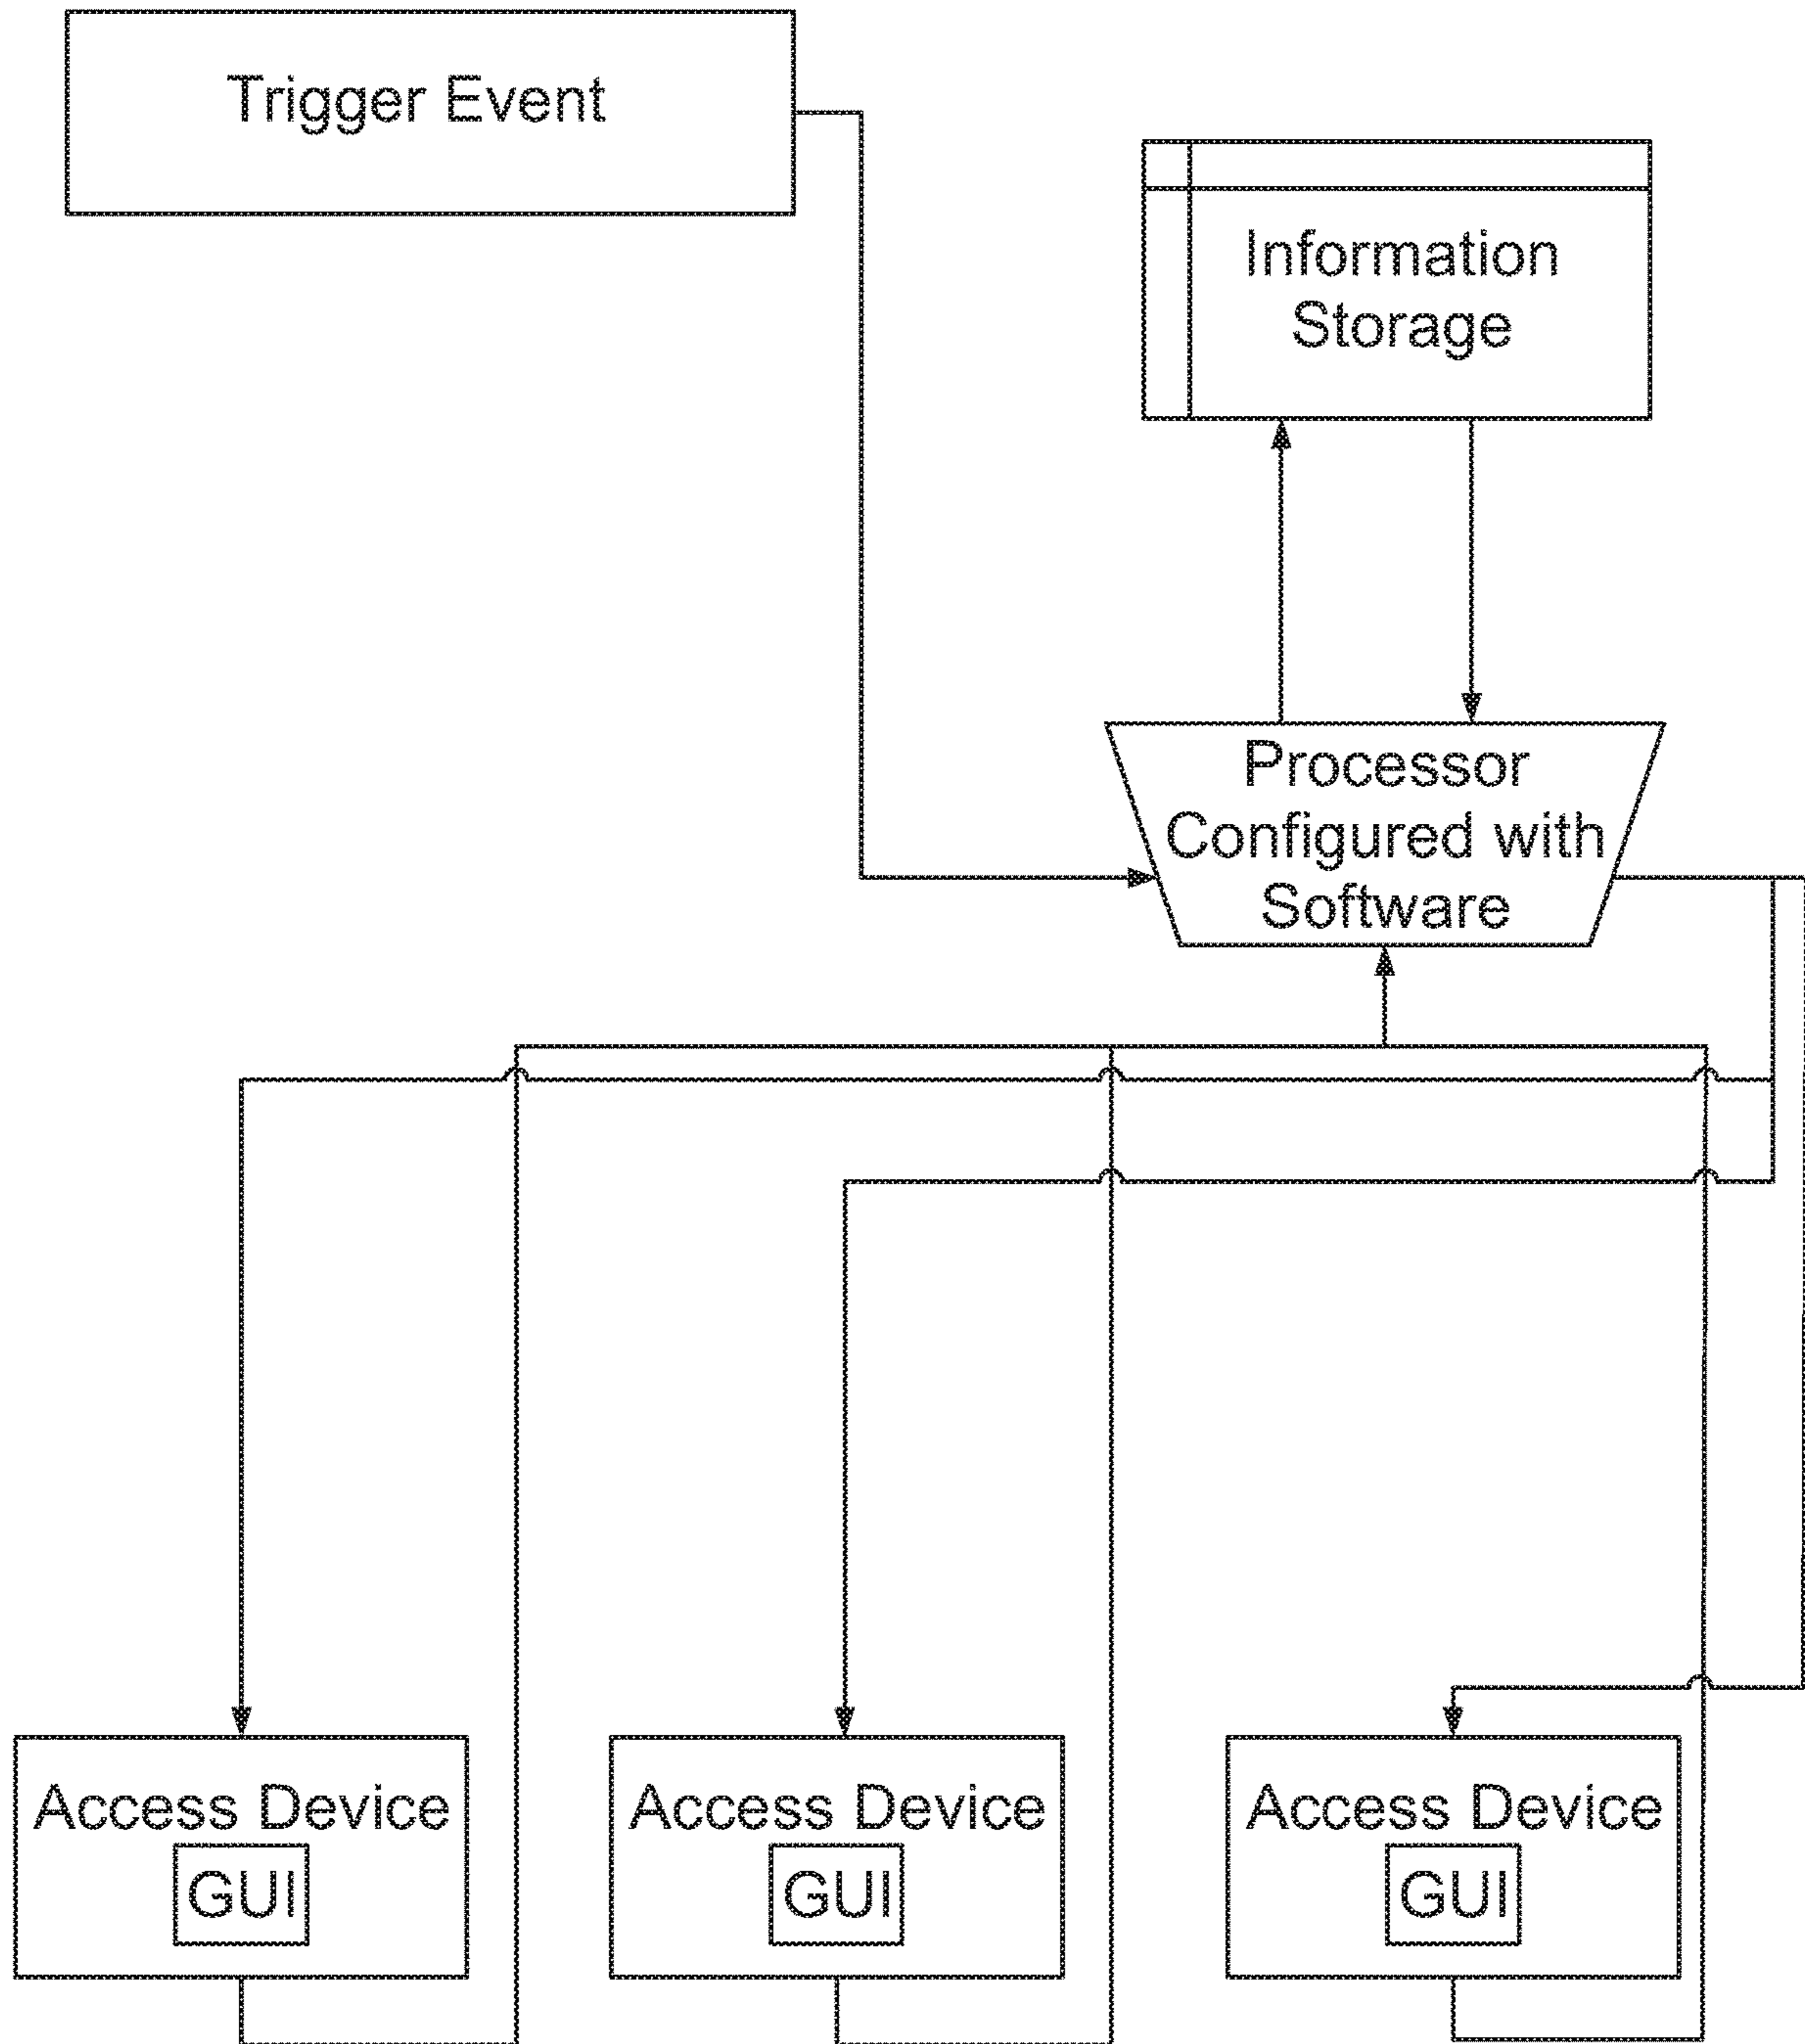 Trigger Event
Information
Storage
Processor
Configured with
Software
Access Device
GUI
Access Device
GUI
Access Device
GUI